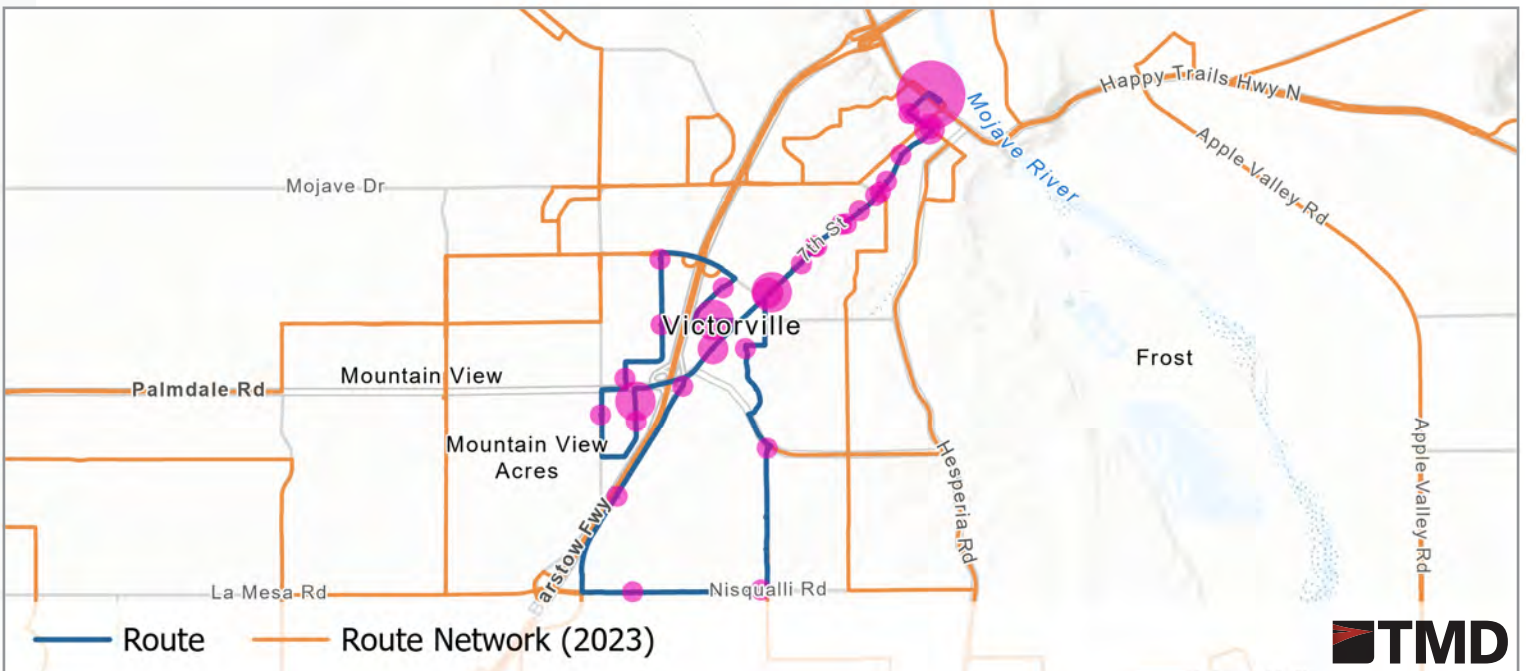 Happy Trails Hwy N
Mojave River
Apple Valley Rd
Mojave Dr
7th St
Victorville
Frost
Mountain View
Palmdale Rd
Mountain View
Acres
Hesperia Rd
Apple Valley Rd
Barstow Fwy
La Mesa Rd
Nisqualli Rd
Route
Route Network (2023)
TMD